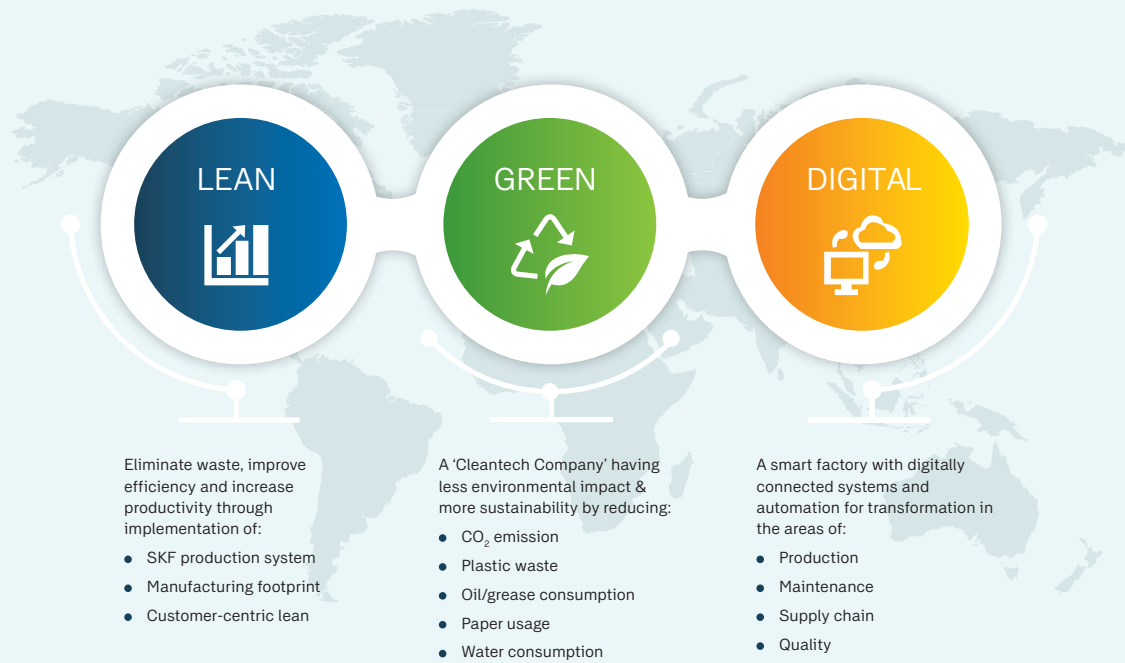 LEAN
Eliminate waste, improve
efficiency and increase
productivity through
implementation of:
• SKF production system
• Manufacturing footprint
• Customer-centric lean
GREEN
A ‘Cleantech Company’ having
less environmental impact &
more sustainability by reducing:
• CO₂ emission
• Plastic waste
• Oil/grease consumption
• Paper usage
• Water consumption
DIGITAL
A smart factory with digitally
connected systems and
automation for transformation in
the areas of:
• Production
• Maintenance
• Supply chain
• Quality